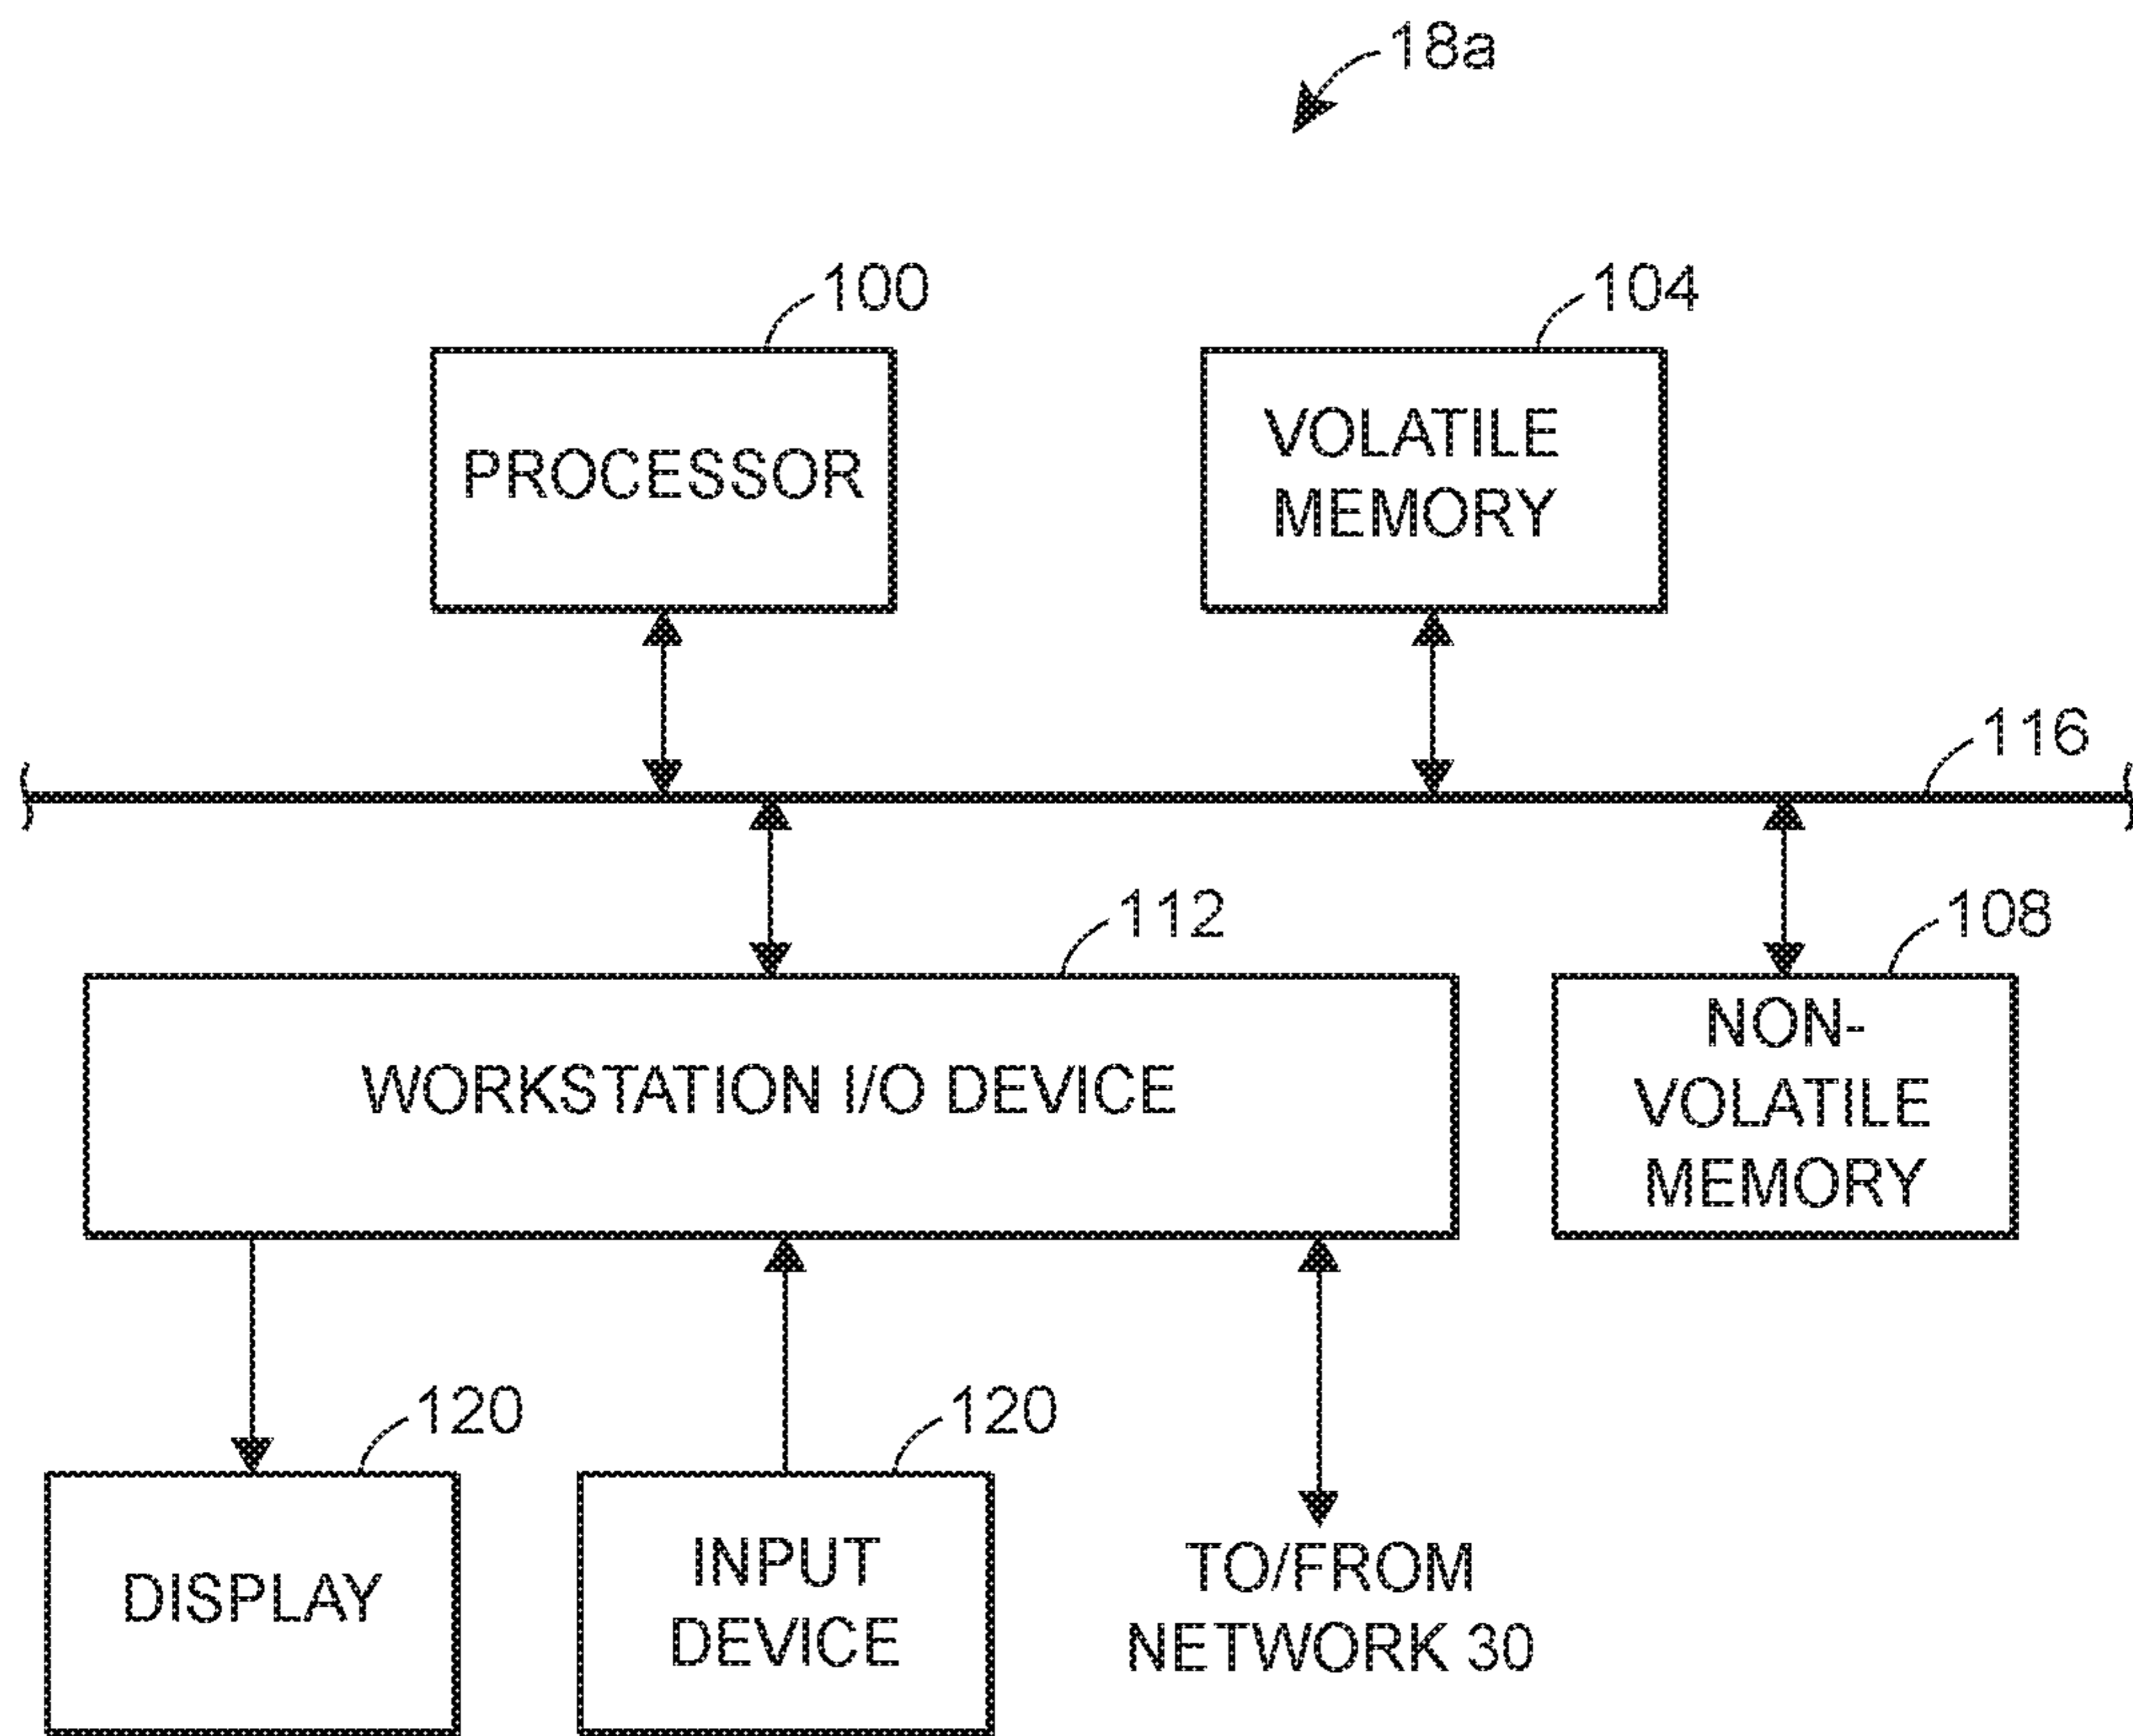 18a
100
104
PROCESSOR
VOLATILE
MEMORY
116
112
108
WORKSTATION I/O DEVICE
NON-
VOLATILE
MEMORY
120
120
DISPLAY
INPUT
DEVICE
TO/FROM
NETWORK 30